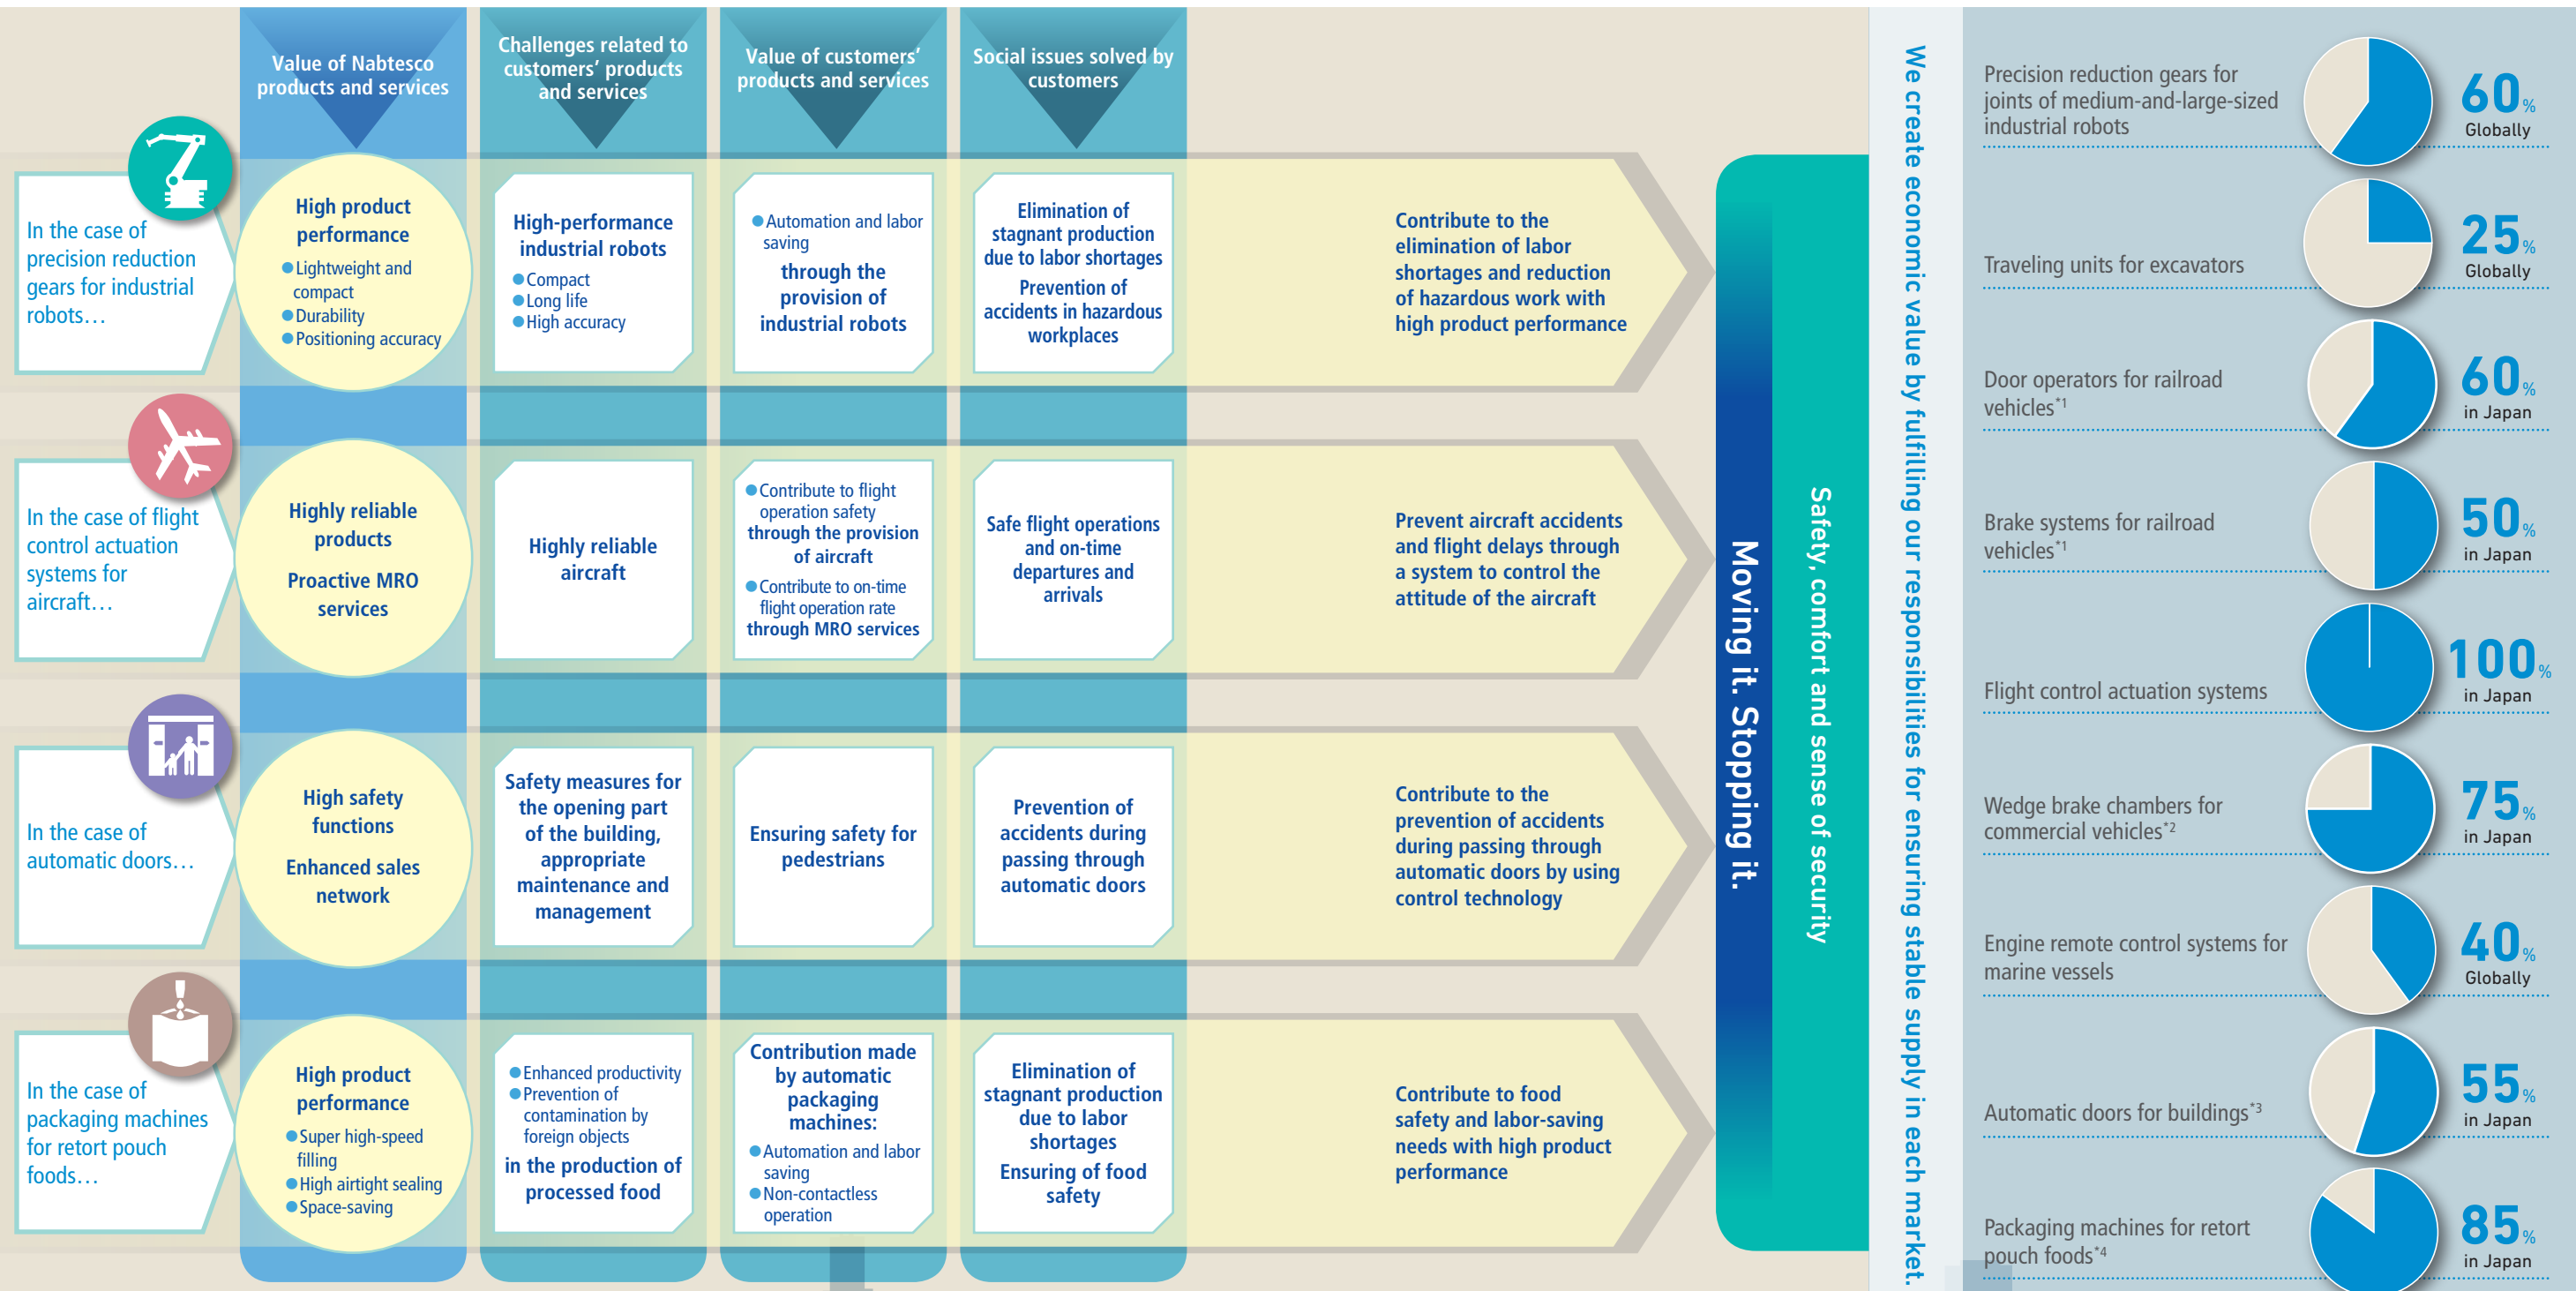 Value of Nabtesco
products and services
Challenges related to
customers' products
and services
Value of customers'
products and services
Social issues solved by
customers
In the case of
precision reduction
gears for industrial
robots…
High product
performance
●Lightweight and
compact
●Durability
●Positioning accuracy
High-performance
industrial robots
●Compact
●Long life
●High accuracy
●Automation and labor
saving
through the
provision of
industrial robots
Elimination of
stagnant production
due to labor shortages
Prevention of
accidents in hazardous
workplaces
Contribute to the
elimination of labor
shortages and reduction
of hazardous work with
high product performance
In the case of flight
control actuation
systems for
aircraft…
Highly reliable
products
Proactive MRO
services
Highly reliable
aircraft
●Contribute to flight
operation safety
through the provision
of aircraft
●Contribute to on-time
flight operation rate
through MRO services
Safe flight operations
and on-time
departures and
arrivals
Prevent aircraft accidents
and flight delays through
a system to control the
attitude of the aircraft
In the case of
automatic doors…
High safety
functions
Enhanced sales
network
Safety measures for
the opening part
of the building,
appropriate
maintenance and
management
Ensuring safety for
pedestrians
Prevention of
accidents during
passing through
automatic doors
Contribute to the
prevention of accidents
during passing through
automatic doors by using
control technology
In the case of
packaging machines
for retort pouch
foods…
High product
performance
●Super high-speed
filling
●High airtight sealing
●Space-saving
●Enhanced productivity
●Prevention of
contamination by
foreign objects
in the production of
processed food
Contribution made
by automatic
packaging
machines:
●Automation and labor
saving
●Non-contactless
operation
Elimination of
stagnant production
due to labor
shortages
Ensuring of food
safety
Contribute to food
safety and labor-saving
needs with high product
performance
Moving it. Stopping it.
Safety, comfort and sense of security
We create economic value by fulfilling our responsibilities for ensuring stable supply in each market.
Precision reduction gears for
joints of medium-and-large-sized
industrial robots
60%
Globally
Traveling units for excavators
25%
Globally
Door operators for railroad
vehicles*1
60%
in Japan
Brake systems for railroad
vehicles*1
50%
in Japan
Flight control actuation systems
100%
in Japan
Wedge brake chambers for
commercial vehicles*2
75%
in Japan
Engine remote control systems for
marine vessels
40%
Globally
Automatic doors for buildings*3
55%
in Japan
Packaging machines for retort
pouch foods*4
85%
in Japan